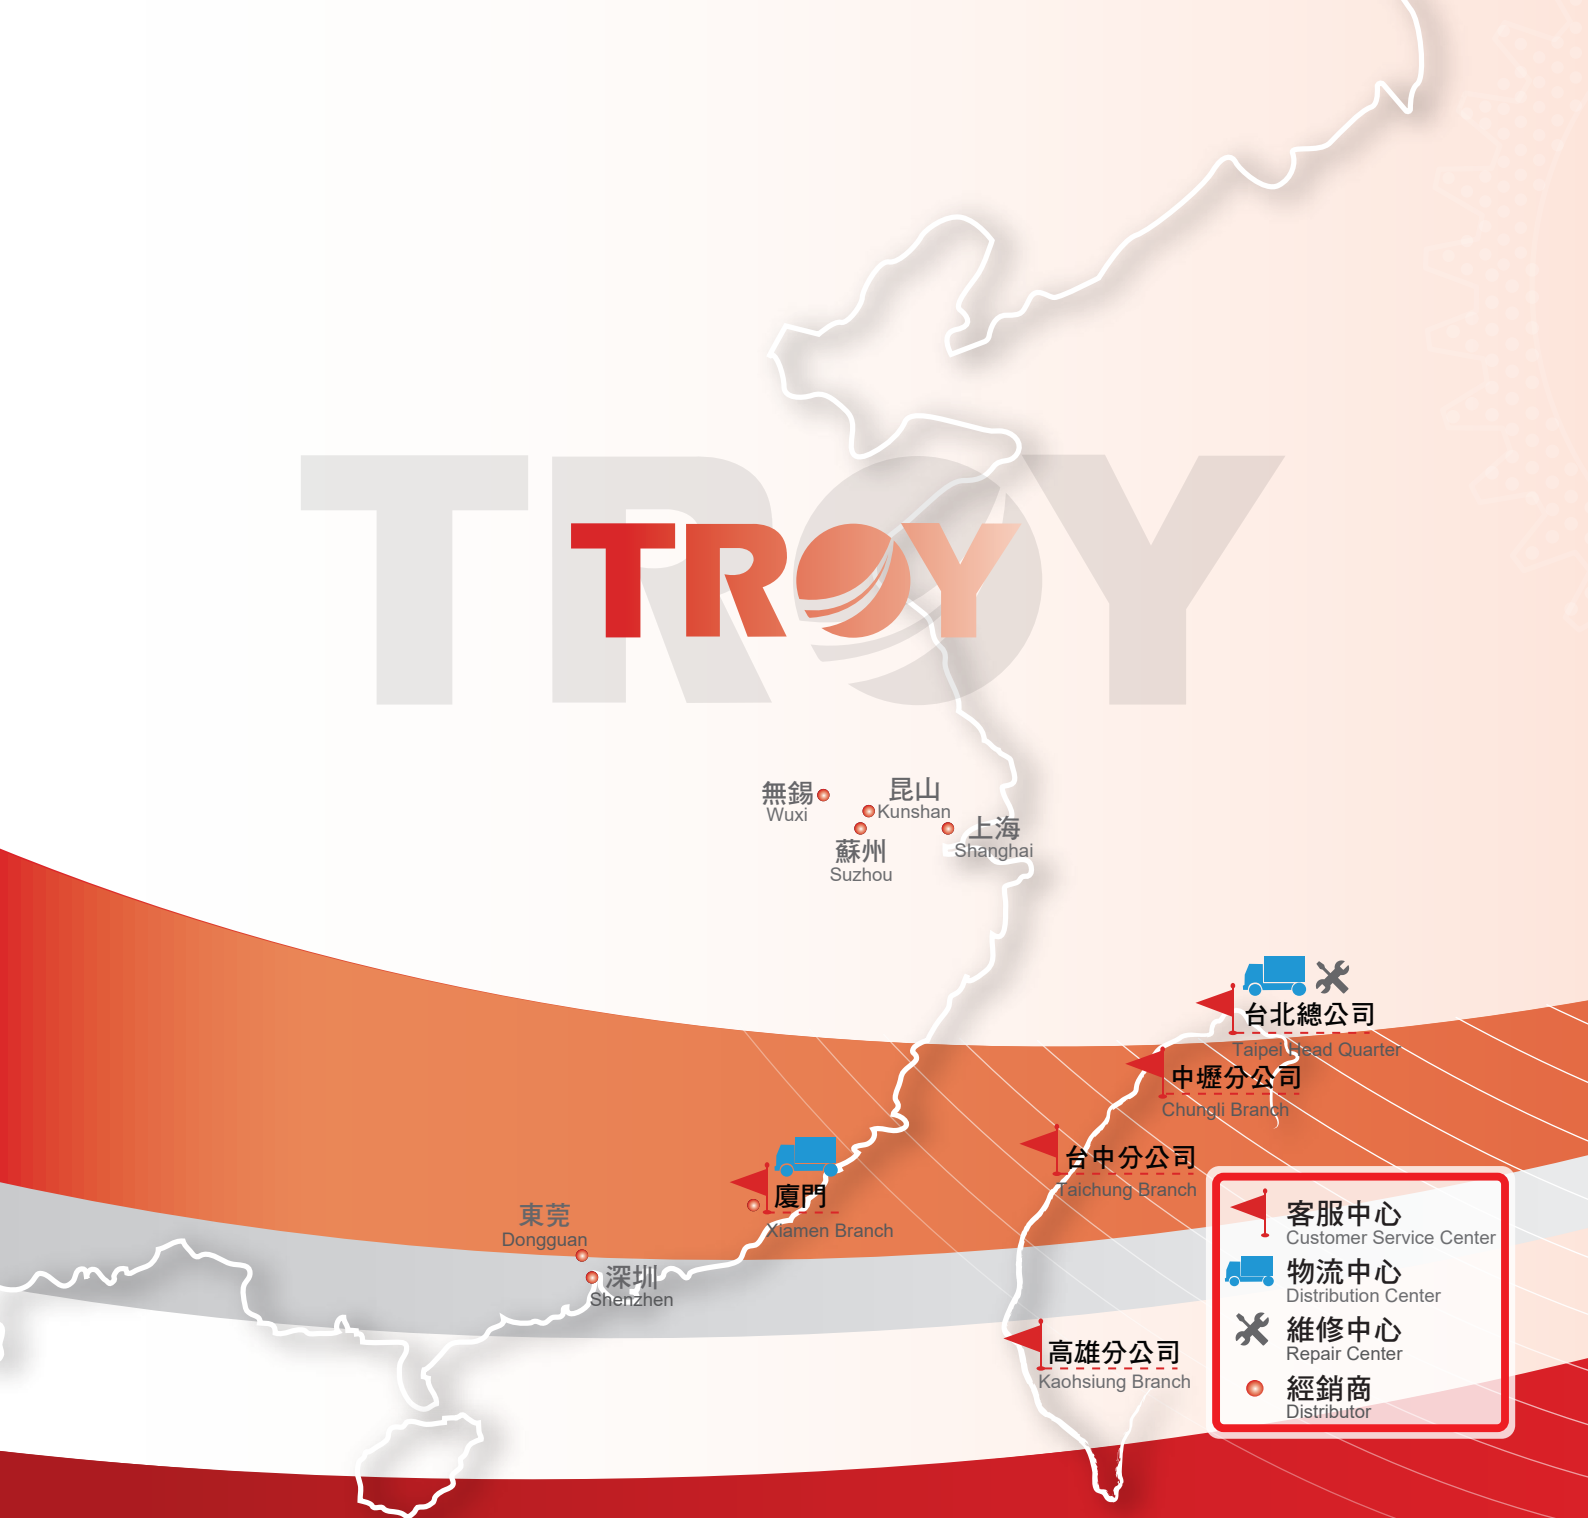 TROY
TROY
無錫
Wuxi
昆山
Kunshan
蘇州
Suzhou
上海
Shanghai
台北總公司
Taipei Head Quarter
中壢分公司
Chungli Branch
台中分公司
Taichung Branch
廈門
Xiamen Branch
東莞
Dongguan
深圳
Shenzhen
高雄分公司
Kaohsiung Branch
客服中心
Customer Service Center
物流中心
Distribution Center
維修中心
Repair Center
經銷商
Distributor